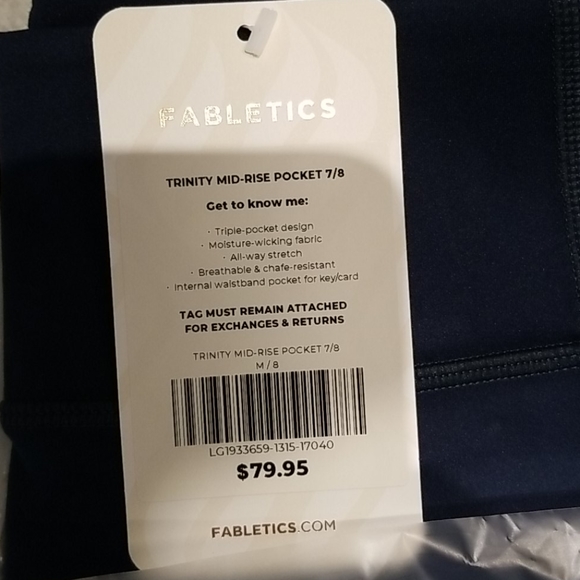 FABLETICS
TRINITY MID-RISE POCKET 7/8
Get to know me:
· Triple-pocket design
· Moisture-wicking fabric
· All-way stretch
· Breathable & chafe-resistant
· Internal waistband pocket for key/card
TAG MUST REMAIN ATTACHED
FOR EXCHANGES & RETURNS
TRINITY MID-RISE POCKET 7/8
M / 8
LG1933659-1315-17040
$79.95
FABLETICS.COM